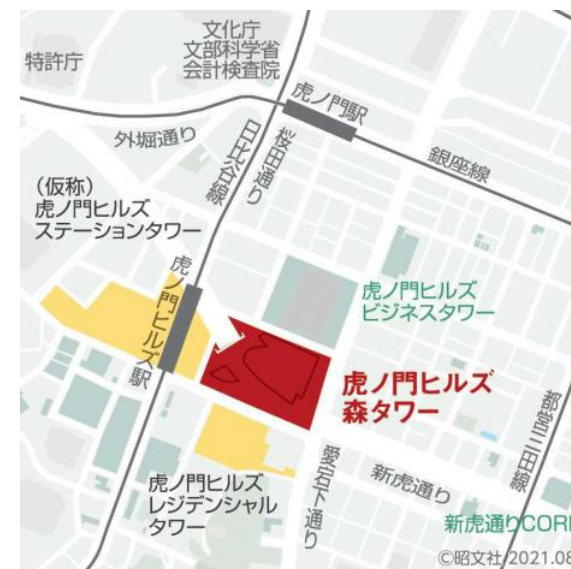 文化庁
文部科学省
会計検査院
特許庁
虎ノ門駅
外堀通り
日比谷線
桜田通り
銀座線
(仮称)
虎ノ門ヒルズ
ステーションタワー
虎ノ門ヒルズ駅
虎ノ門ヒルズ
ビジネスタワー
虎ノ門ヒルズ
森タワー
都営三田線
愛宕下通り
新虎通り
虎ノ門ヒルズ
レジデンシャル
タワー
新虎通りCORE
©昭文社 2021.08